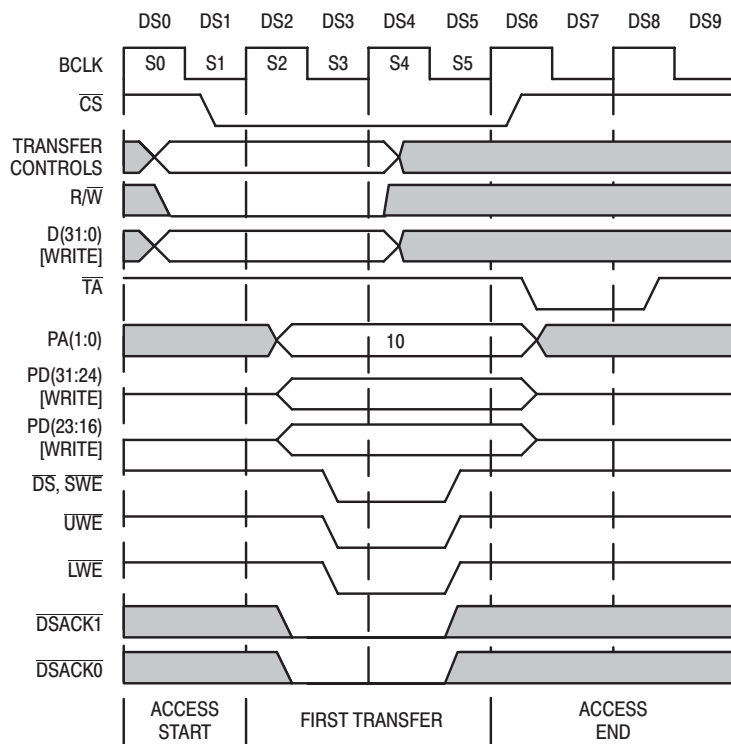 DS0 DS1 DS2 DS3 DS4 DS5 DS6 DS7 DS8 DS9
BCLK S0 S1 S2 S3 S4 S5
CS
TRANSFER
CONTROLS
R/W
D(31:0)
[WRITE]
TA
PA(1:0) 10
PD(31:24)
[WRITE]
PD(23:16)
[WRITE]
DS, SWE
UWE
LWE
DSACK1
DSACK0
ACCESS
START
FIRST TRANSFER
ACCESS
END